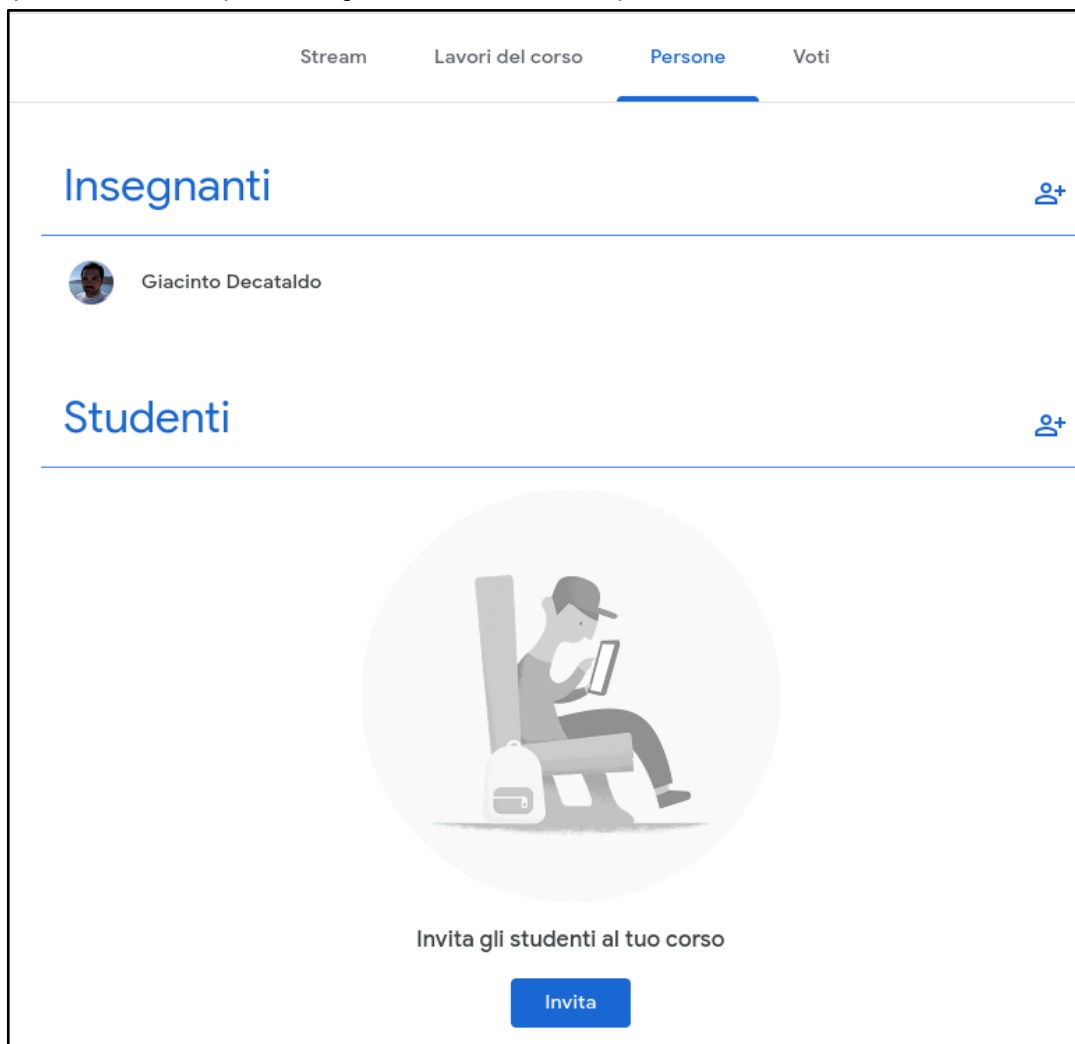 Stream Lavori del corso Persone Voti
Insegnanti
Giacinto Decataldo
Studenti
Invita gli studenti al tuo corso
Invita